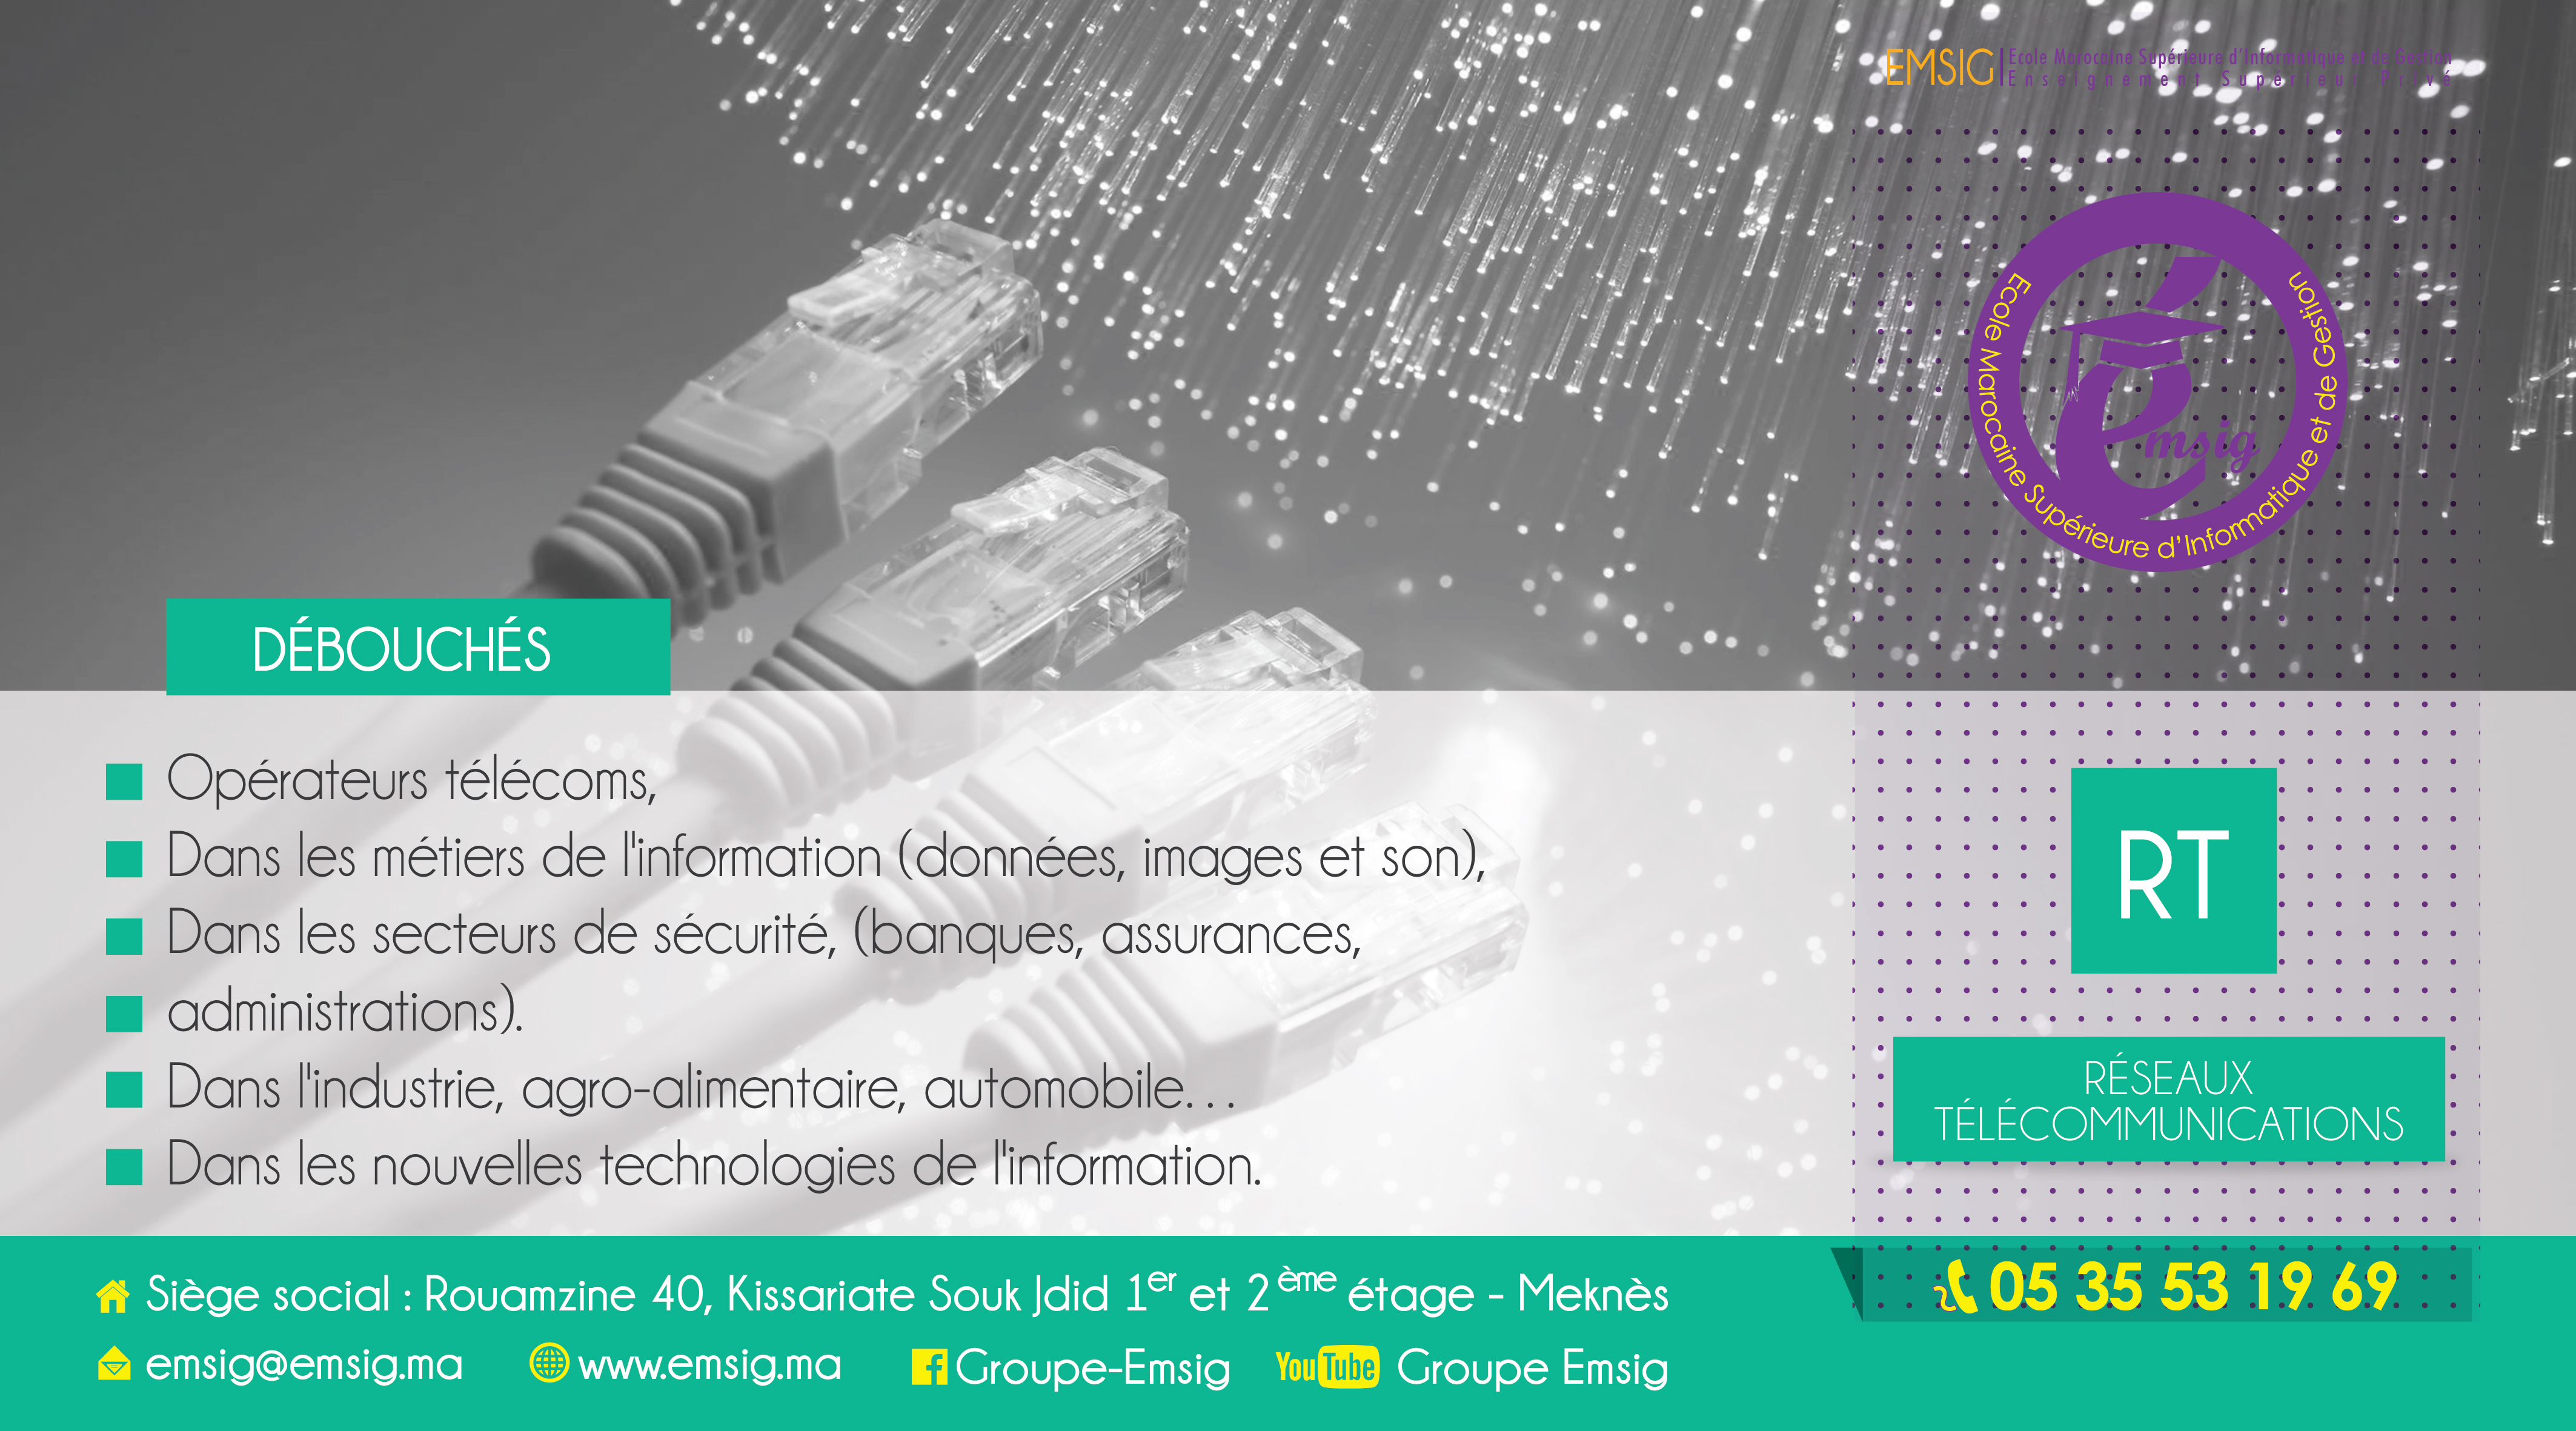 EMSIG
Ecole Marocaine Supérieure d'Informatique et de Gestion
Enseignement Supérieur Privé
Ecole Marocaine Supérieure d'Informatique et de Gestion
émsig
DÉBOUCHÉS
Opérateurs télécoms,
Dans les métiers de l'information (données, images et son),
Dans les secteurs de sécurité, (banques, assurances,
administrations).
Dans l'industrie, agro-alimentaire, automobile...
Dans les nouvelles technologies de l'information.
RT
RÉSEAUX
TÉLÉCOMMUNICATIONS
Siège social : Rouamzine 40, Kissariate Souk Jdid 1er et 2ème étage - Meknès
05 35 53 19 69
emsig@emsig.ma www.emsig.ma Groupe-Emsig YouTube Groupe Emsig